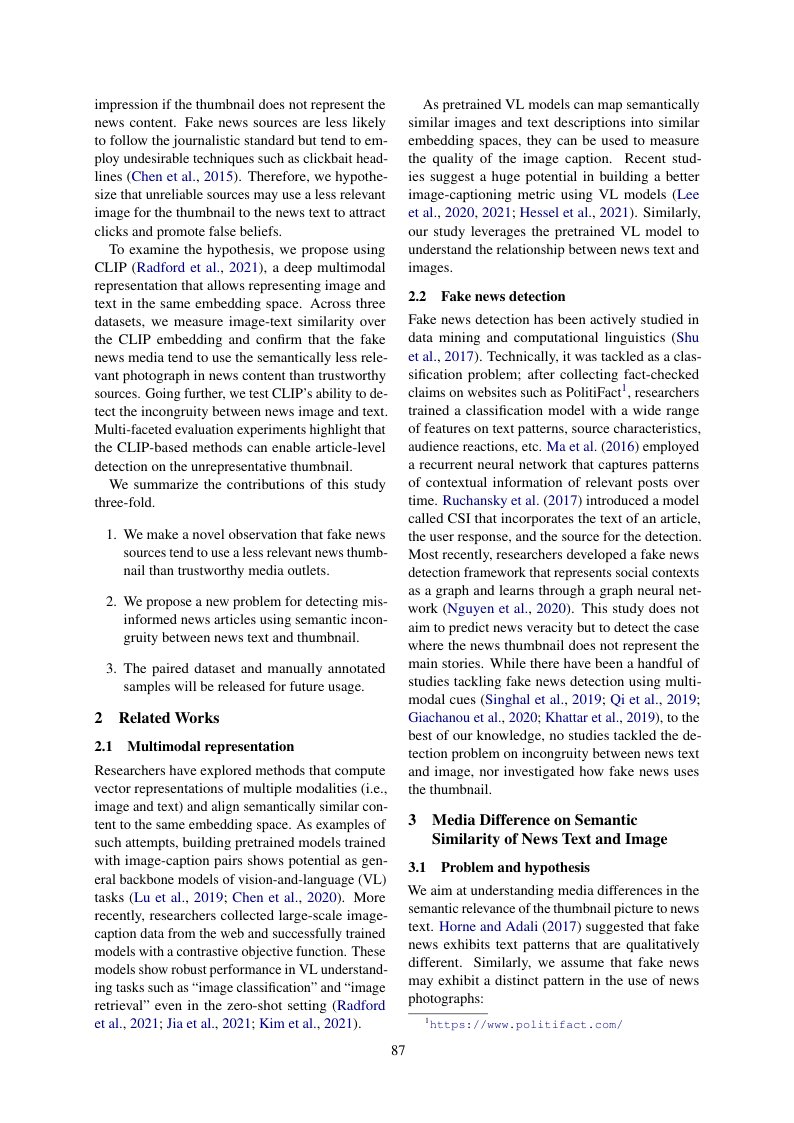 impression if the thumbnail does not represent the
news content. Fake news sources are less likely
to follow the journalistic standard but tend to em-
ploy undesirable techniques such as clickbait head-
lines (Chen et al., 2015). Therefore, we hypothe-
size that unreliable sources may use a less relevant
image for the thumbnail to the news text to attract
clicks and promote false beliefs.
To examine the hypothesis, we propose using
CLIP (Radford et al., 2021), a deep multimodal
representation that allows representing image and
text in the same embedding space. Across three
datasets, we measure image-text similarity over
the CLIP embedding and confirm that the fake
news media tend to use the semantically less rele-
vant photograph in news content than trustworthy
sources. Going further, we test CLIP's ability to de-
tect the incongruity between news image and text.
Multi-faceted evaluation experiments highlight that
the CLIP-based methods can enable article-level
detection on the unrepresentative thumbnail.
We summarize the contributions of this study
three-fold.
1. We make a novel observation that fake news
sources tend to use a less relevant news thumb-
nail than trustworthy media outlets.
2. We propose a new problem for detecting mis-
informed news articles using semantic incon-
gruity between news text and thumbnail.
3. The paired dataset and manually annotated
samples will be released for future usage.
2 Related Works
2.1 Multimodal representation
Researchers have explored methods that compute
vector representations of multiple modalities (i.e.,
image and text) and align semantically similar con-
tent to the same embedding space. As examples of
such attempts, building pretrained models trained
with image-caption pairs shows potential as gen-
eral backbone models of vision-and-language (VL)
tasks (Lu et al., 2019; Chen et al., 2020). More
recently, researchers collected large-scale image-
caption data from the web and successfully trained
models with a contrastive objective function. These
models show robust performance in VL understand-
ing tasks such as “image classification” and “image
retrieval” even in the zero-shot setting (Radford
et al., 2021; Jia et al., 2021; Kim et al., 2021).
As pretrained VL models can map semantically
similar images and text descriptions into similar
embedding spaces, they can be used to measure
the quality of the image caption. Recent stud-
ies suggest a huge potential in building a better
image-captioning metric using VL models (Lee
et al., 2020, 2021; Hessel et al., 2021). Similarly,
our study leverages the pretrained VL model to
understand the relationship between news text and
images.
2.2 Fake news detection
Fake news detection has been actively studied in
data mining and computational linguistics (Shu
et al., 2017). Technically, it was tackled as a clas-
sification problem; after collecting fact-checked
claims on websites such as PolitiFact1, researchers
trained a classification model with a wide range
of features on text patterns, source characteristics,
audience reactions, etc. Ma et al. (2016) employed
a recurrent neural network that captures patterns
of contextual information of relevant posts over
time. Ruchansky et al. (2017) introduced a model
called CSI that incorporates the text of an article,
the user response, and the source for the detection.
Most recently, researchers developed a fake news
detection framework that represents social contexts
as a graph and learns through a graph neural net-
work (Nguyen et al., 2020). This study does not
aim to predict news veracity but to detect the case
where the news thumbnail does not represent the
main stories. While there have been a handful of
studies tackling fake news detection using multi-
modal cues (Singhal et al., 2019; Qi et al., 2019;
Giachanou et al., 2020; Khattar et al., 2019), to the
best of our knowledge, no studies tackled the de-
tection problem on incongruity between news text
and image, nor investigated how fake news uses
the thumbnail.
3 Media Difference on Semantic
Similarity of News Text and Image
3.1 Problem and hypothesis
We aim at understanding media differences in the
semantic relevance of the thumbnail picture to news
text. Horne and Adali (2017) suggested that fake
news exhibits text patterns that are qualitatively
different. Similarly, we assume that fake news
may exhibit a distinct pattern in the use of news
photographs:
1https://www.politifact.com/
87